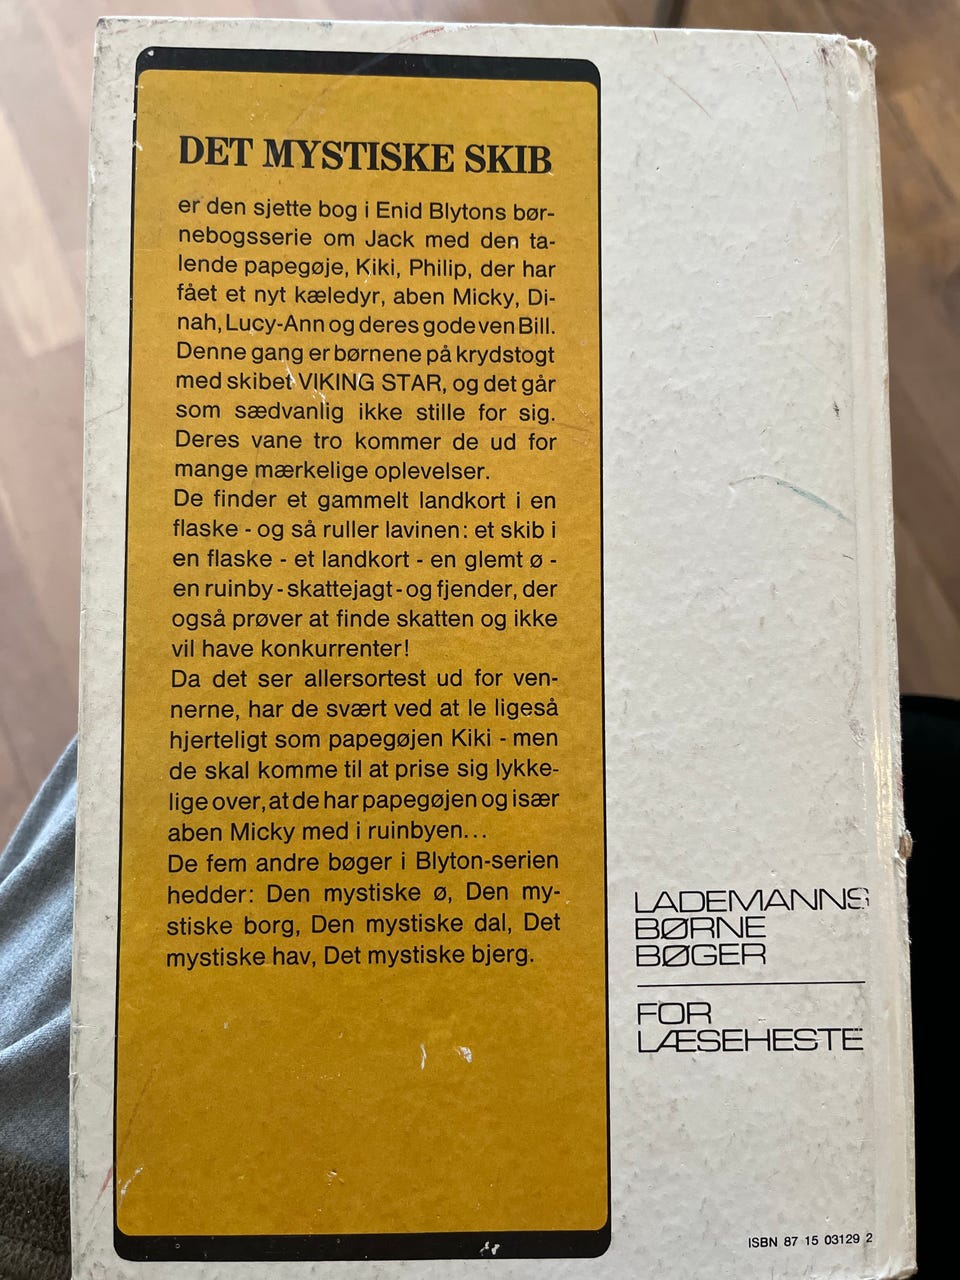 DET MYSTISKE SKIB
er den sjette bog i Enid Blytons bør-
nebogsserie om Jack med den ta-
lende papegøje, Kiki, Philip, der har
fået et nyt kæledyr, aben Micky, Di-
nah, Lucy-Ann og deres gode ven Bill.
Denne gang er børnene på krydstogt
med skibet VIKING STAR, og det går
som sædvanlig ikke stille for sig.
Deres vane tro kommer de ud for
mange mærkelige oplevelser.
De finder et gammelt landkort i en
flaske - og så ruller lavinen: et skib i
en flaske - et landkort - en glemt ø -
en ruinby - skattejagt - og fjender, der
også prøver at finde skatten og ikke
vil have konkurrenter!
Da det ser allersortest ud for ven-
nerne, har de svært ved at le ligeså
hjerteligt som papegøjen Kiki - men
de skal komme til at prise sig lykke-
lige over, at de har papegøjen og især
aben Micky med i ruinbyen...
De fem andre bøger i Blyton-serien
hedder: Den mystiske ø, Den my-
stiske borg, Den mystiske dal, Det
mystiske hav, Det mystiske bjerg.
LADEMANNS
BØRNE
BØGER
FOR
LÆSEHESTE
ISBN 87 15 03129 2